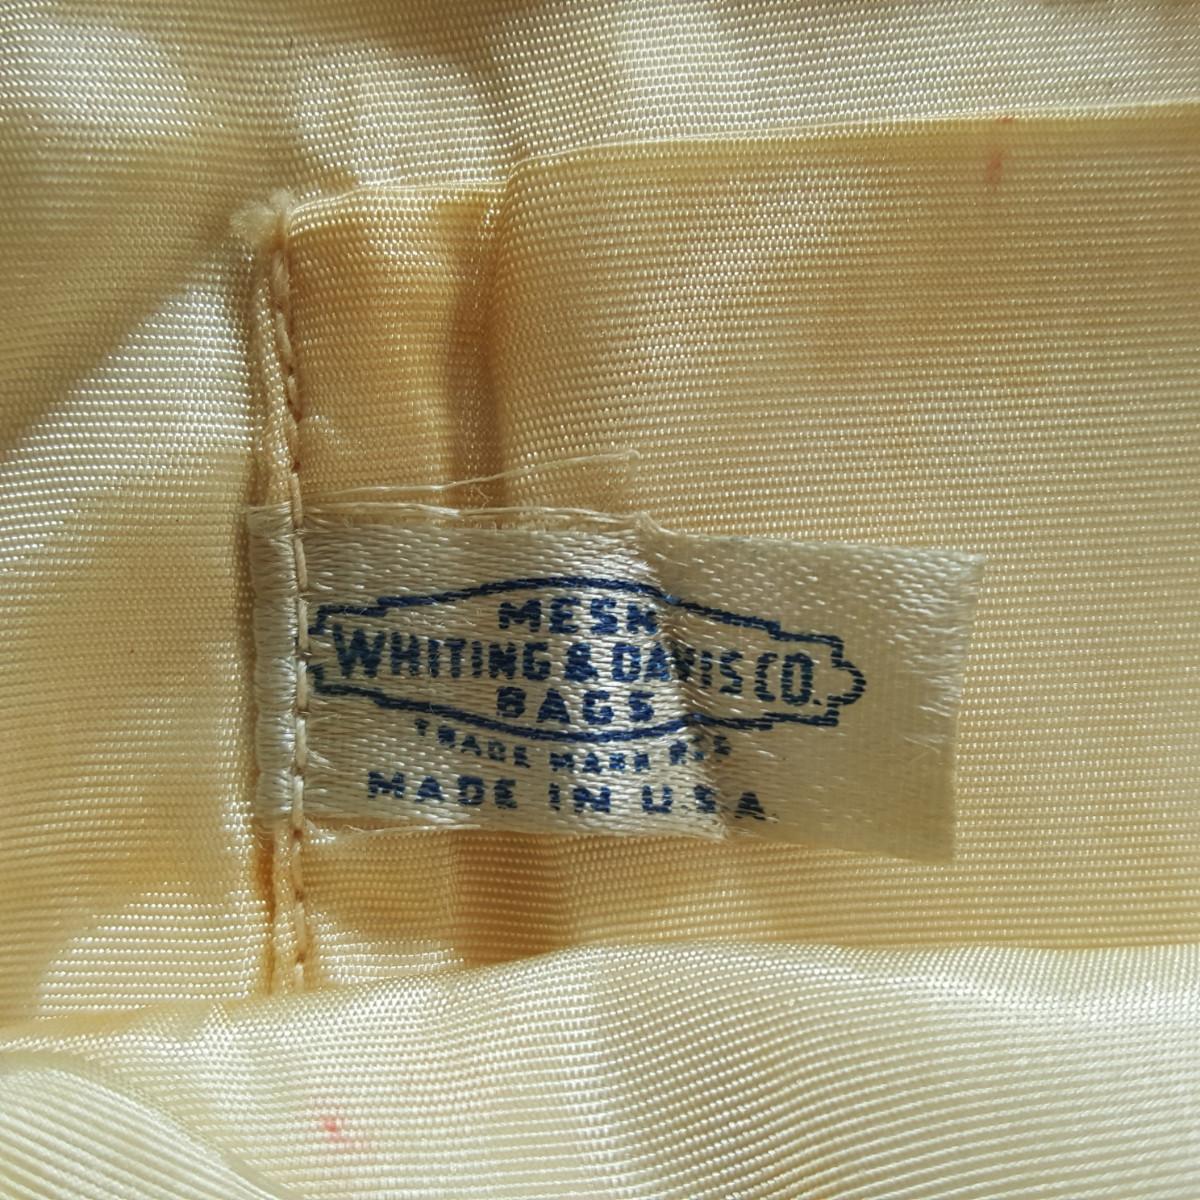 MESH
WHITING & DAVIS CO.
BAGS
TRADE MARK REG
MADE IN U.S.A.